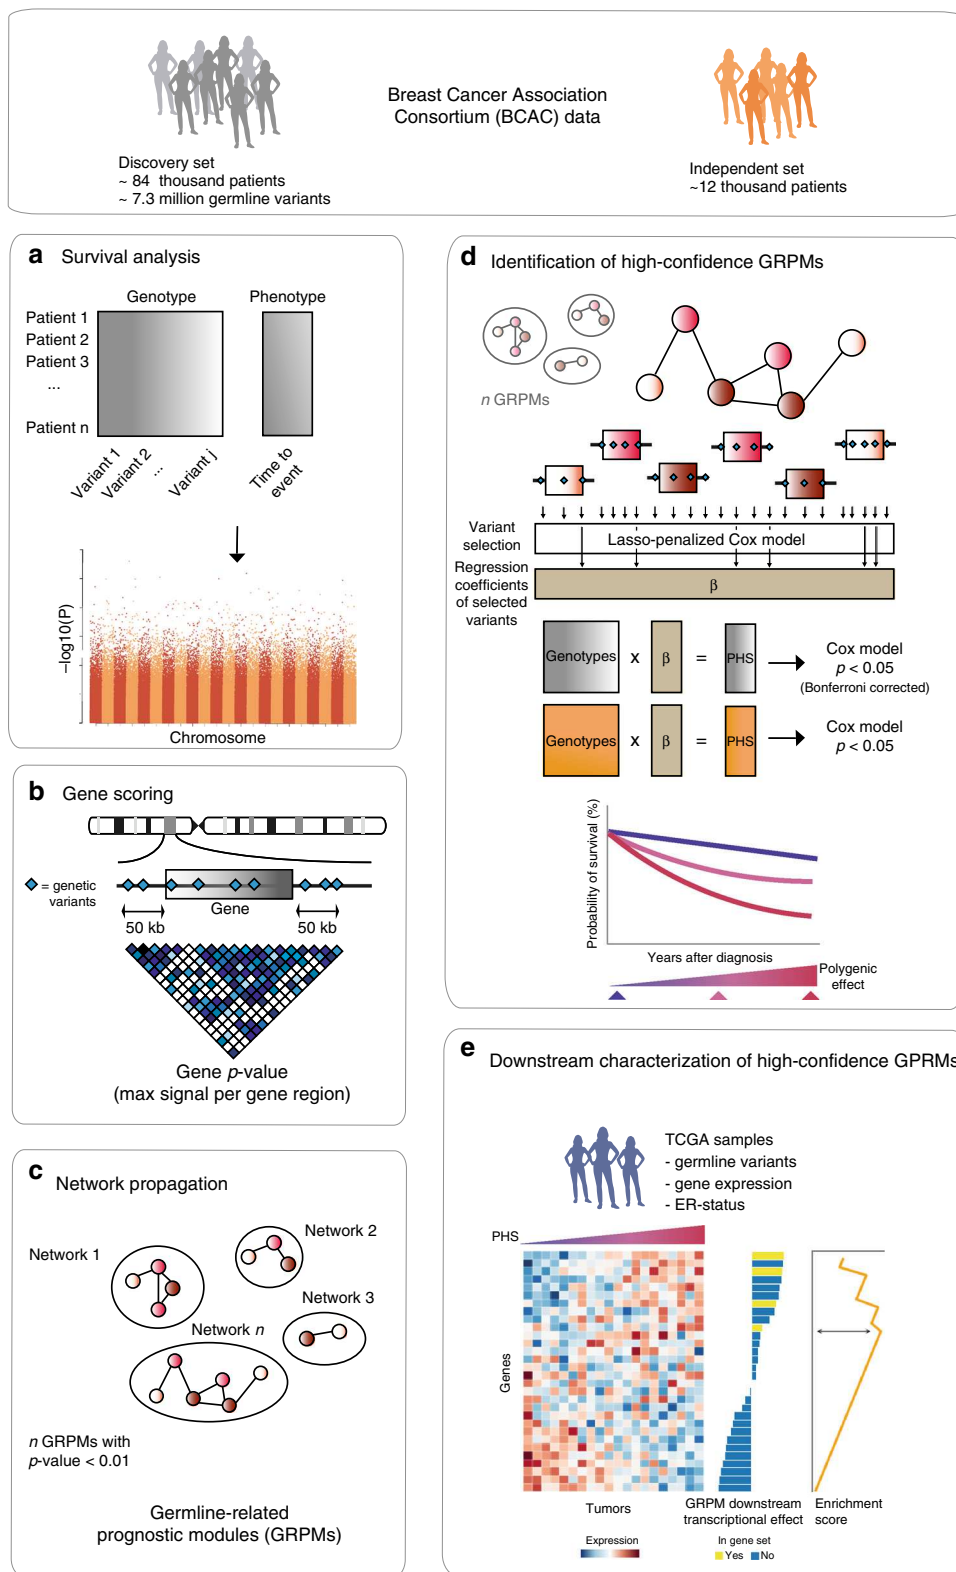 Breast Cancer Association
Consortium (BCAC) data
Discovery set
~ 84 thousand patients
~ 7.3 million germline variants
Independent set
~12 thousand patients
a Survival analysis
Genotype
Phenotype
Patient 1
Patient 2
Patient 3
...
Patient n
Variant 1
Variant 2
...
Variant j
Time to
event
–log10(P)
Chromosome
b Gene scoring
= genetic
variants
Gene
50 kb
50 kb
Gene p-value
(max signal per gene region)
c Network propagation
Network 1
Network 2
Network 3
Network n
n GRPMs with
p-value < 0.01
Germline-related
prognostic modules (GRPMs)
d Identification of high-confidence GRPMs
n GRPMs
Variant
selection
Lasso-penalized Cox model
Regression
coefficients
of selected
variants
β
Genotypes x β = PHS
Cox model
p < 0.05
(Bonferroni corrected)
Genotypes x β = PHS
Cox model
p < 0.05
Probability of survival (%)
Years after diagnosis
Polygenic
effect
e Downstream characterization of high-confidence GPRMs
TCGA samples
- germline variants
- gene expression
- ER-status
PHS
Genes
Tumors
Expression
GRPM downstream
transcriptional effect
In gene set
Yes No
Enrichment
score